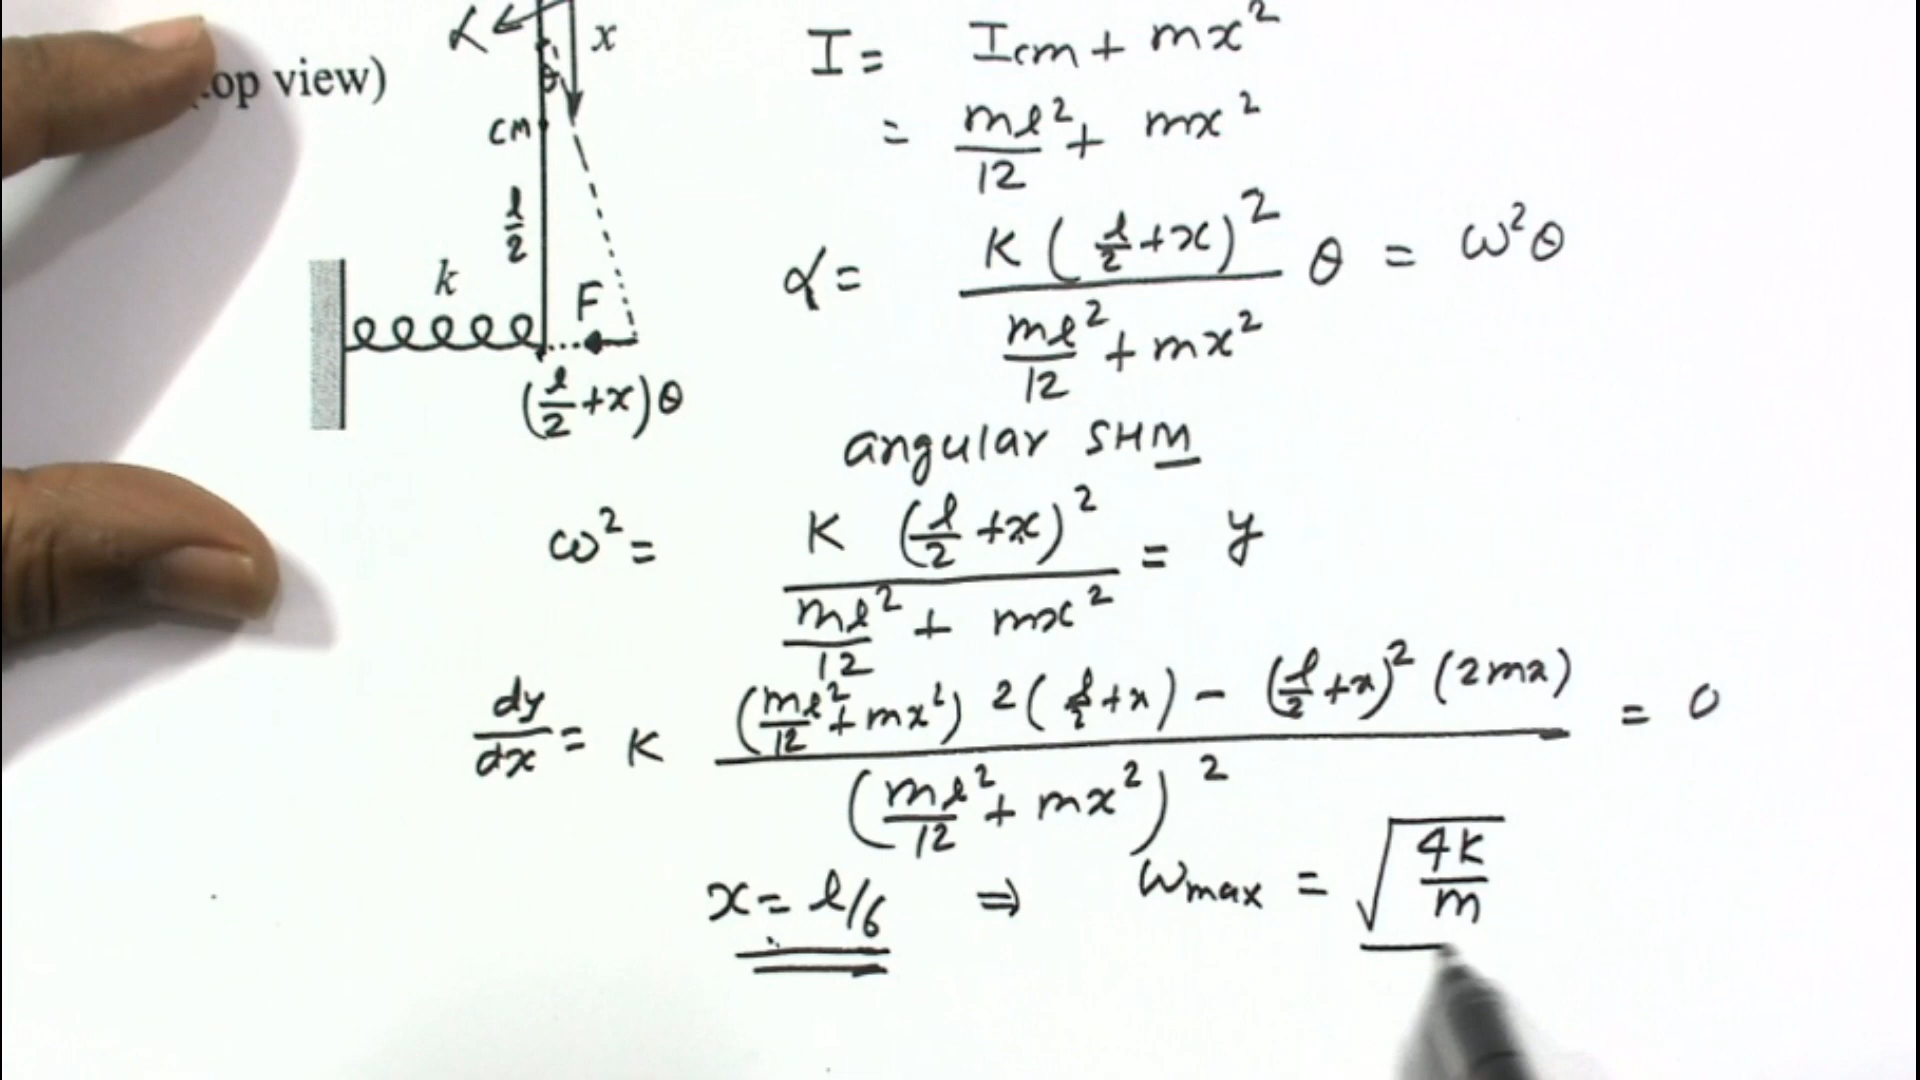 α x
op view)
θ
CM
l/2
k
F
(l/2+x)θ
I = Icm + mx²
= ml²/12 + mx²
α = K(l/2+x)² / (ml²/12 + mx²) θ = ω²θ
angular SHM
ω² = K (l/2+x)² / (ml²/12 + mx²) = y
dy/dx = K ((ml²/12 + mx²) 2(l/2+x) - (l/2+x)² (2mx)) / (ml²/12 + mx²)² = 0
x = l/6 ⇒ ωmax = √(4K/m)